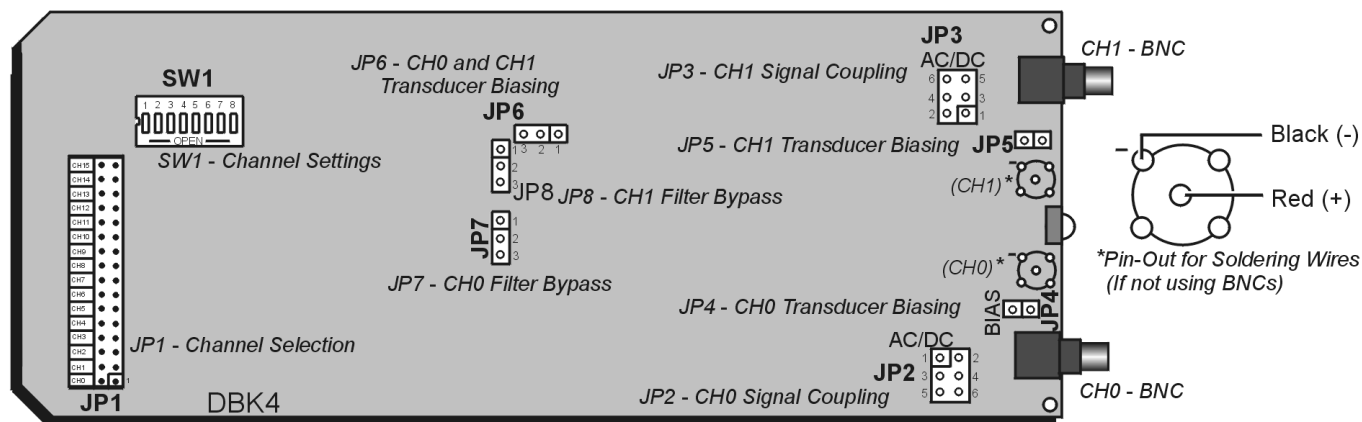 JP3
CH1 - BNC
JP6 - CH0 and CH1
Transducer Biasing
JP3 - CH1 Signal Coupling
AC/DC
6 5
4 3
2 1
SW1
1 2 3 4 5 6 7 8
OPEN
SW1 - Channel Settings
JP6
3 2 1
1
2
3
JP8
JP8 - CH1 Filter Bypass
JP5 - CH1 Transducer Biasing
JP5
-
(CH1) *
- Black (-)
Red (+)
*Pin-Out for Soldering Wires
(If not using BNCs)
CH15
CH14
CH13
CH12
CH11
CH10
CH9
CH8
CH7
CH6
CH5
CH4
CH3
CH2
CH1
CH0 1
JP1 - Channel Selection
JP1
JP7
1
2
3
JP7 - CH0 Filter Bypass
(CH0) *
-
JP4 - CH0 Transducer Biasing
BIAS
JP4
AC/DC
1 2
3 4
5 6
JP2
JP2 - CH0 Signal Coupling
CH0 - BNC
DBK4